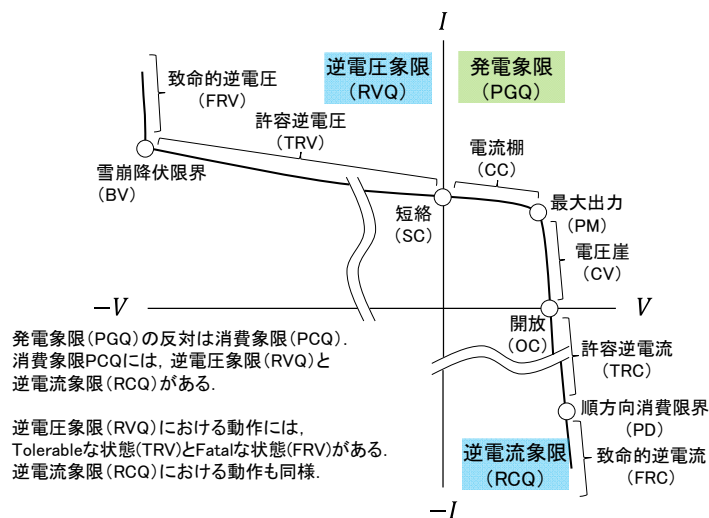 I
逆電圧象限
(RVQ)
発電象限
(PGQ)
致命的逆電圧
(FRV)
許容逆電圧
(TRV)
電流棚
(CC)
雪崩降伏限界
(BV)
短絡
(SC)
最大出力
(PM)
電圧崖
(CV)
−V
V
開放
(OC)
発電象限(PGQ)の反対は消費象限(PCQ).
消費象限PCQには, 逆電圧象限(RVQ)と
逆電流象限(RCQ)がある.
許容逆電流
(TRC)
順方向消費限界
(PD)
逆電圧象限(RVQ)における動作には,
Tolerableな状態(TRV)とFatalな状態(FRV)がある.
逆電流象限(RCQ)における動作も同様.
逆電流象限
(RCQ)
致命的逆電流
(FRC)
−I